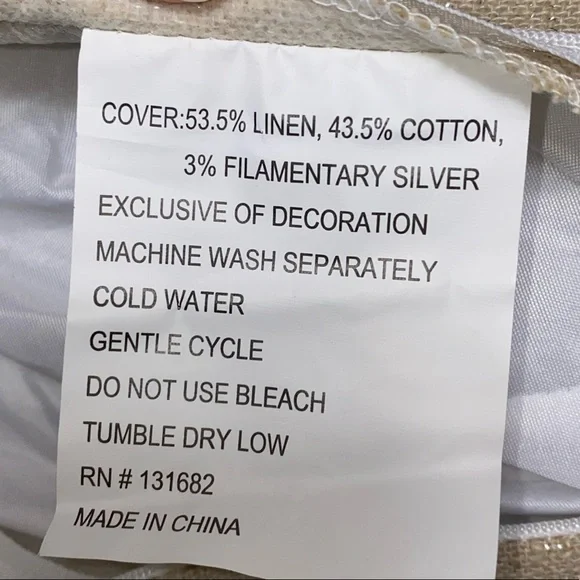 COVER:53.5% LINEN, 43.5% COTTON,
3% FILAMENTARY SILVER
EXCLUSIVE OF DECORATION
MACHINE WASH SEPARATELY
COLD WATER
GENTLE CYCLE
DO NOT USE BLEACH
TUMBLE DRY LOW
RN # 131682
MADE IN CHINA